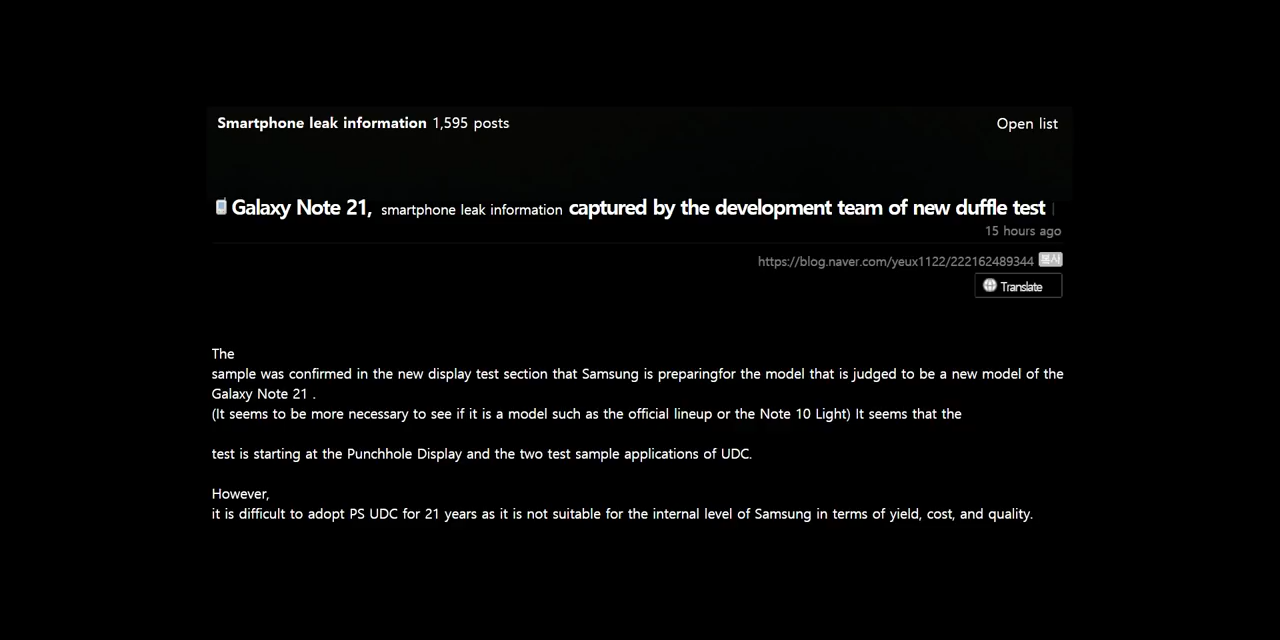 Smartphone leak information 1,595 posts
Open list
Galaxy Note 21, smartphone leak information captured by the development team of new duffle test
15 hours ago
https://blog.naver.com/yeux1122/222162489344 복사
Translate
The
sample was confirmed in the new display test section that Samsung is preparingfor the model that is judged to be a new model of the
Galaxy Note 21 .
(It seems to be more necessary to see if it is a model such as the official lineup or the Note 10 Light) It seems that the
test is starting at the Punchhole Display and the two test sample applications of UDC.
However,
it is difficult to adopt PS UDC for 21 years as it is not suitable for the internal level of Samsung in terms of yield, cost, and quality.